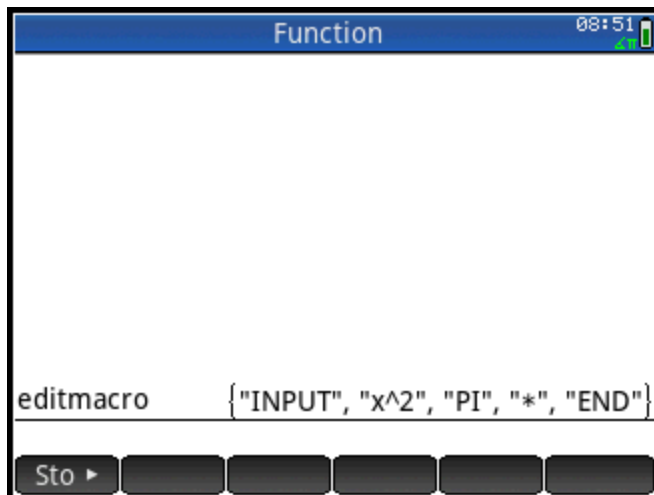 Function
08:51
∡π
editmacro {"INPUT", "x^2", "PI", "*", "END"}
Sto ►